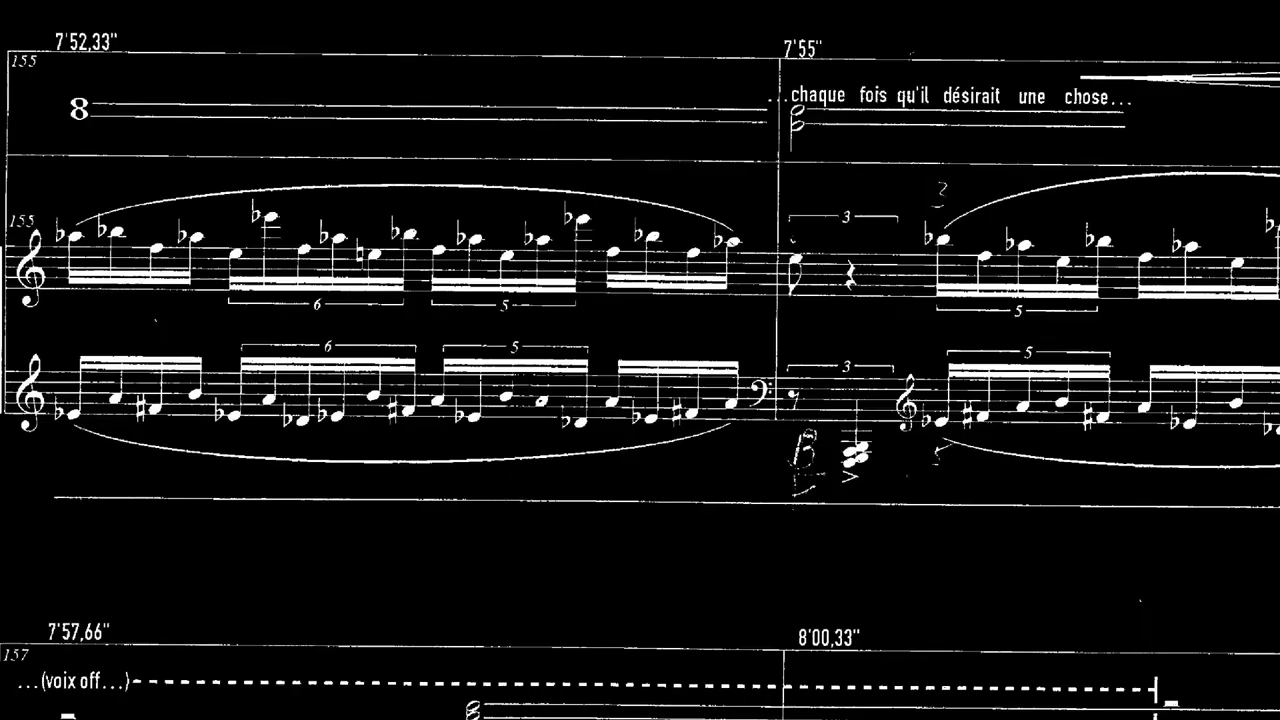 7'52,33" 7'55"
155
8
...chaque fois qu'il désirait une chose...
155
3
6 5 5
6 5 3 5
7'57,66" 8'00,33"
157
...(voix off...)